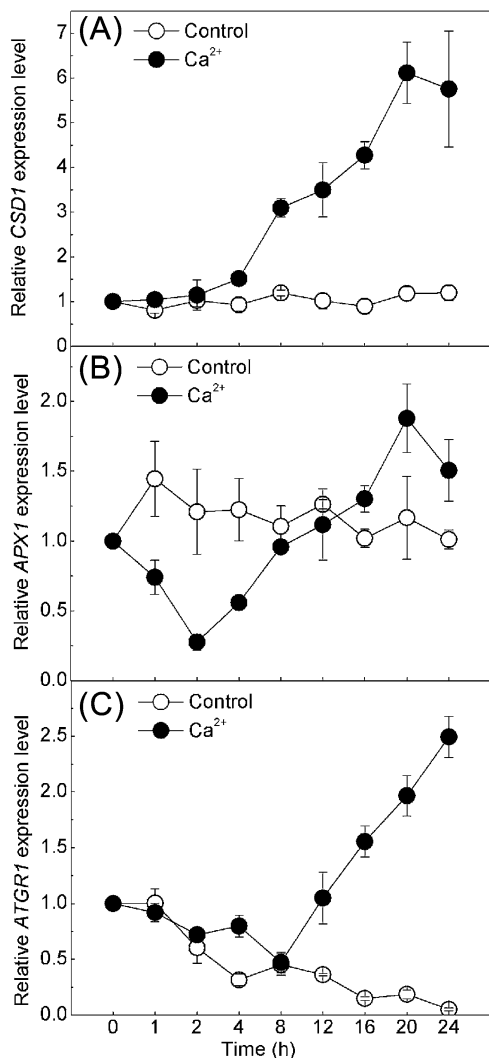 (A)
Control
Ca²⁺
7
6
5
4
3
2
1
0
Relative CSD1 expression level
(B)
Control
Ca²⁺
2.0
1.5
1.0
0.5
0.0
Relative APX1 expression level
(C)
Control
Ca²⁺
2.5
2.0
1.5
1.0
0.5
0.0
Relative ATGR1 expression level
0 1 2 4 8 12 16 20 24
Time (h)